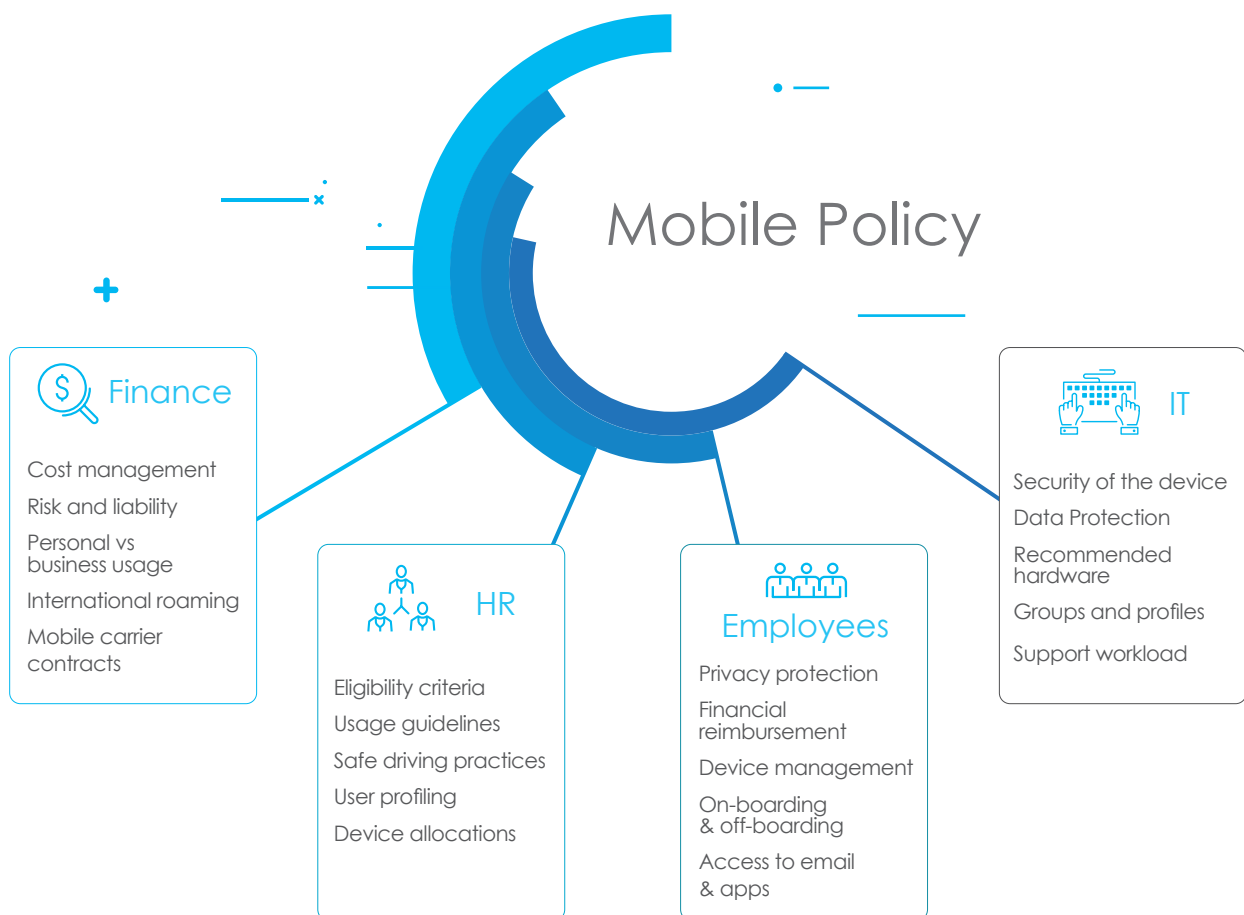 Mobile Policy
$
Finance
Cost management
Risk and liability
Personal vs
business usage
International roaming
Mobile carrier
contracts
HR
Eligibility criteria
Usage guidelines
Safe driving practices
User profiling
Device allocations
Employees
Privacy protection
Financial
reimbursement
Device management
On-boarding
& off-boarding
Access to email
& apps
IT
Security of the device
Data Protection
Recommended
hardware
Groups and profiles
Support workload